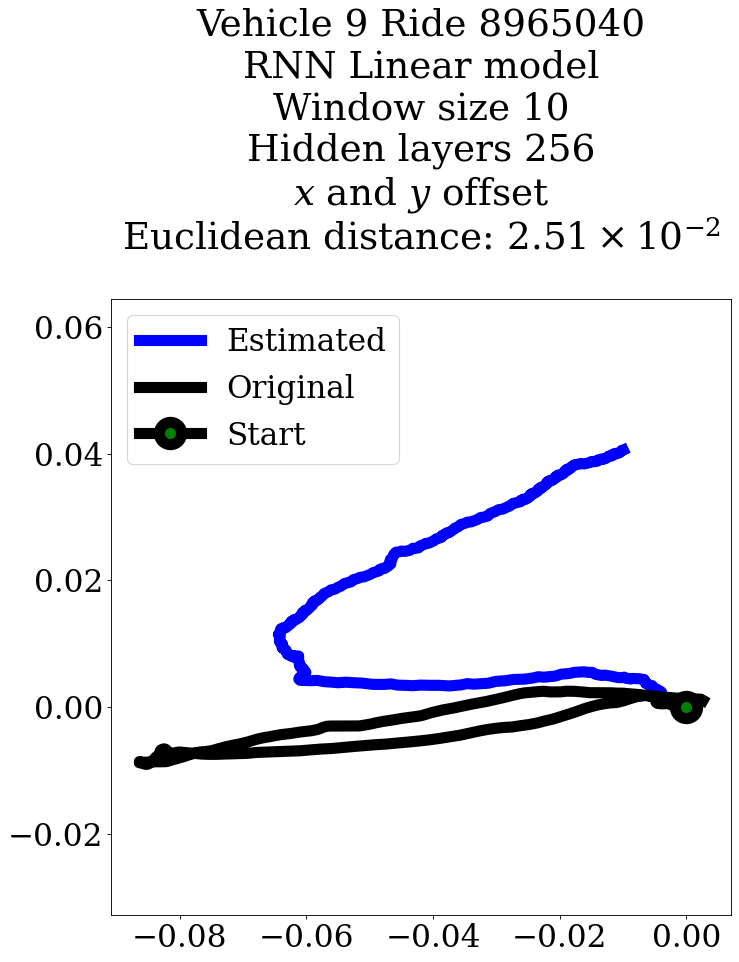 Vehicle 9 Ride 8965040
RNN Linear model
Window size 10
Hidden layers 256
x and y offset
Euclidean distance: 2.51 × 10⁻²
0.06
Estimated
Original
Start
0.04
0.02
0.00
−0.02
−0.08 −0.06 −0.04 −0.02 0.00